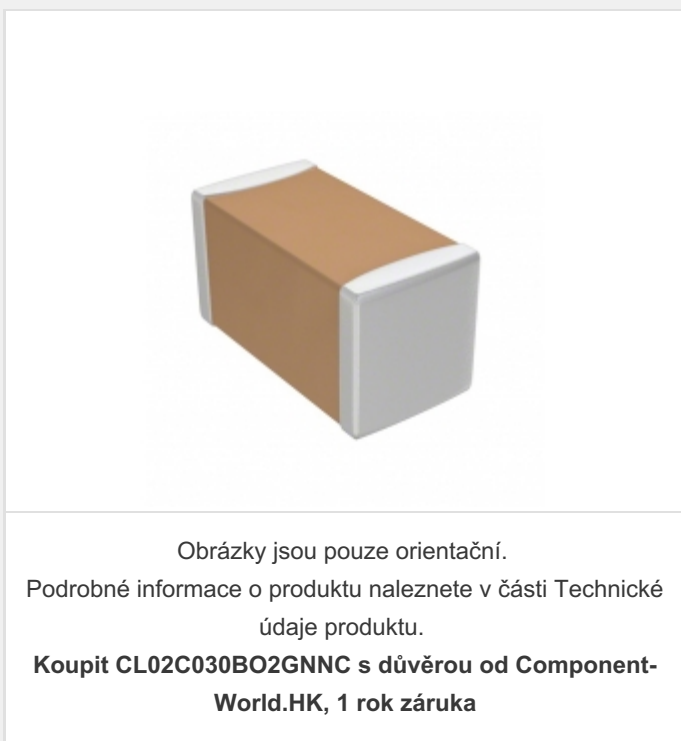 Obrázky jsou pouze orientační.
Podrobné informace o produktu naleznete v části Technické
údaje produktu.
Koupit CL02C030BO2GNNC s důvěrou od Component-
World.HK, 1 rok záruka